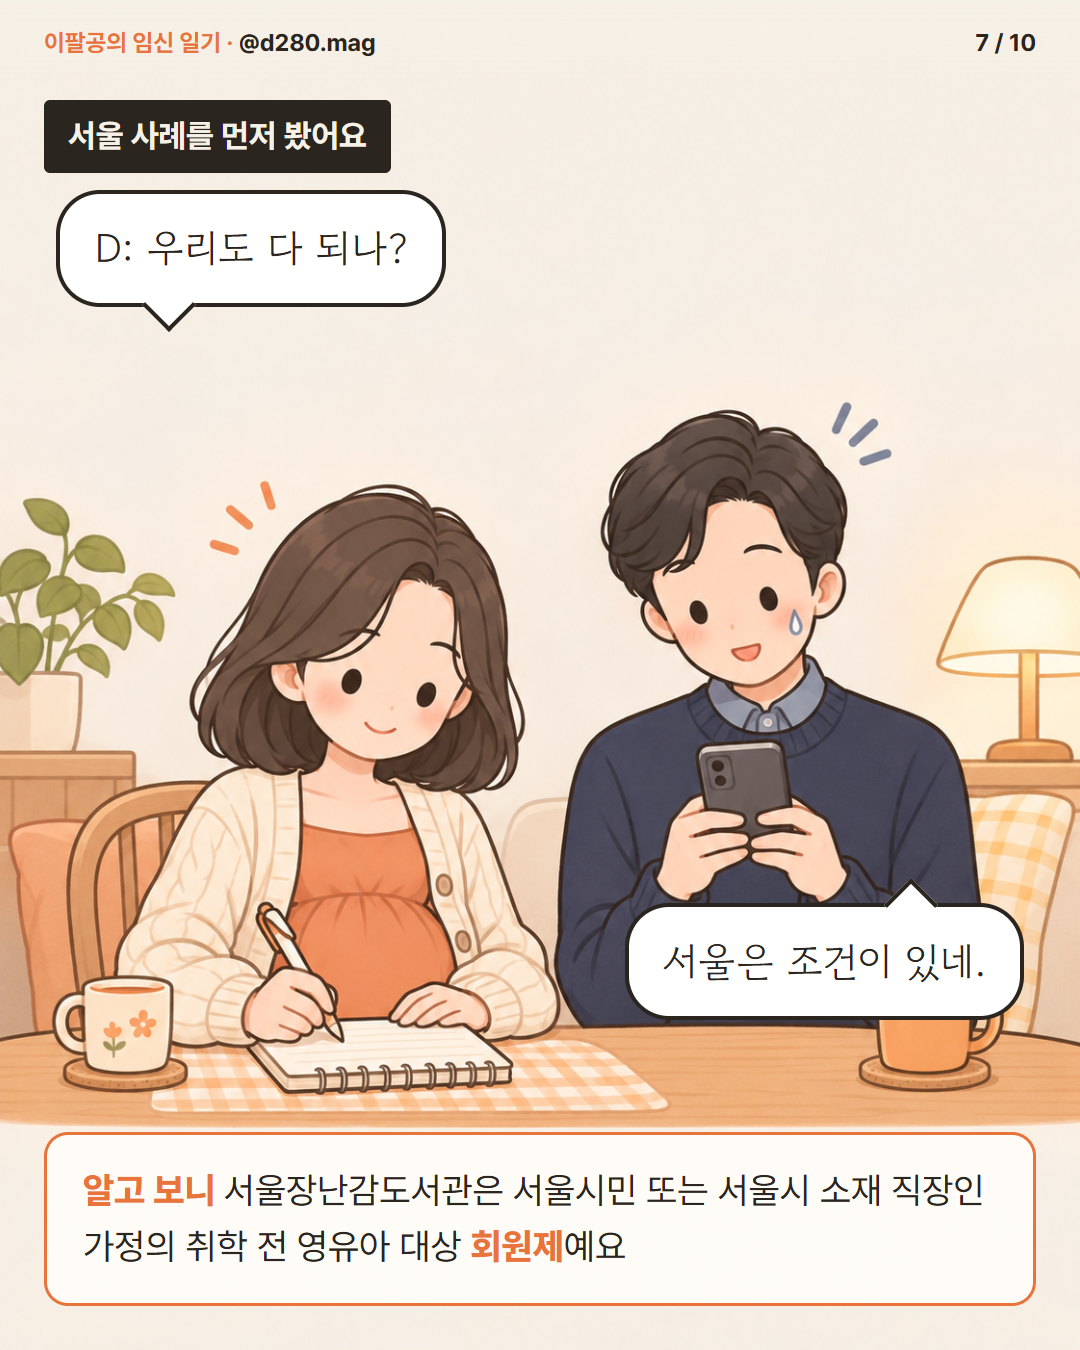 이팔공의 임신 일기 · @d280.mag
7 / 10
서울 사례를 먼저 봤어요
D: 우리도 다 되나?
서울은 조건이 있네.
알고 보니 서울장난감도서관은 서울시민 또는 서울시 소재 직장인
가정의 취학 전 영유아 대상 회원제예요